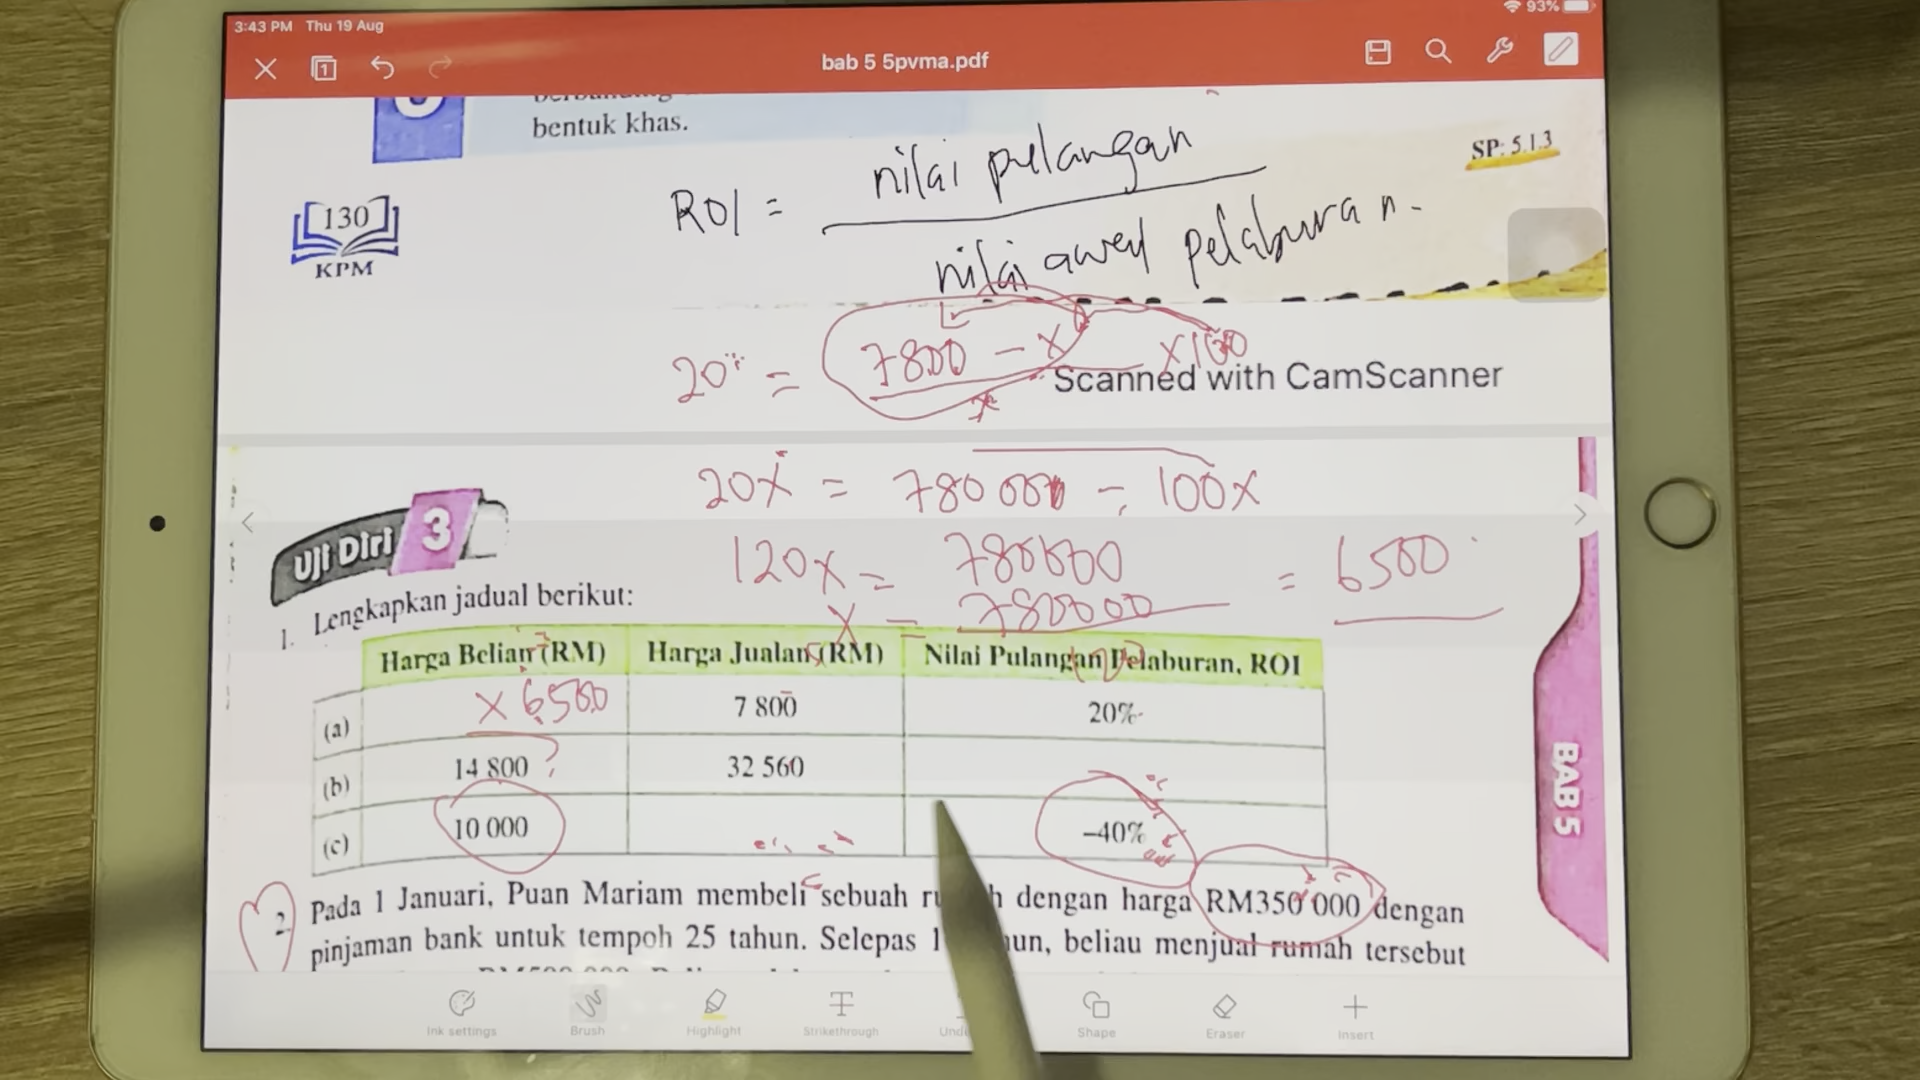 3:43 PM Thu 19 Aug
93%
bab 5 5pvma.pdf
bentuk khas.
SP: 5.1.3
130
KPM
ROI = nilai pulangan
nilai awal pelaburan.
20 = 7800 - x × 100
x
Scanned with CamScanner
20x = 780 000 - 100x
120x = 780000 = 6500
x = 780000
120
Uji Diri 3
1. Lengkapkan jadual berikut:
Harga Belian (RM) Harga Jualan (RM) Nilai Pulangan Pelaburan, ROI
(a) x 6500 7 800 20%
(b) 14 800 ? 32 560
(c) 10 000 -40%
2. Pada 1 Januari, Puan Mariam membeli sebuah dengan harga RM350 000 dengan
pinjaman bank untuk tempoh 25 tahun. Selepas beliau menjual rumah tersebut
BAB 5
Ink settings Brush Highlight Strikethrough Shape Eraser Insert